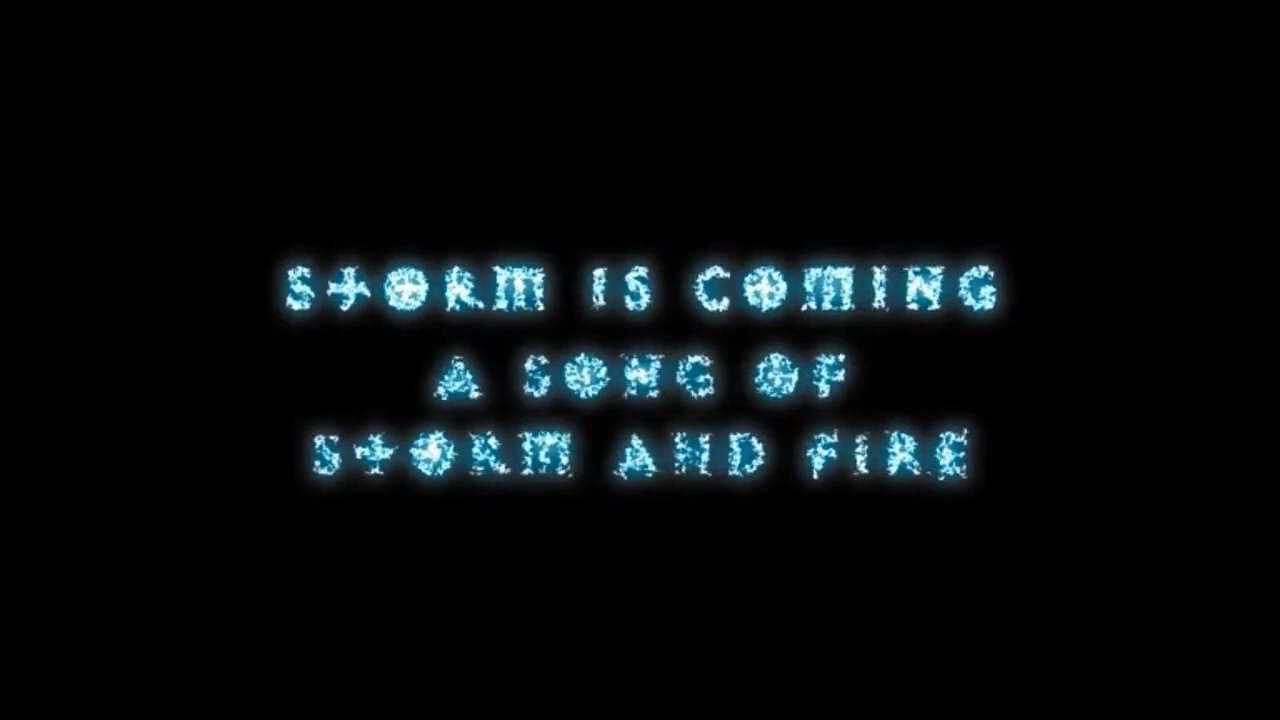 STORM IS COMING
A SONG OF
STORM AND FIRE